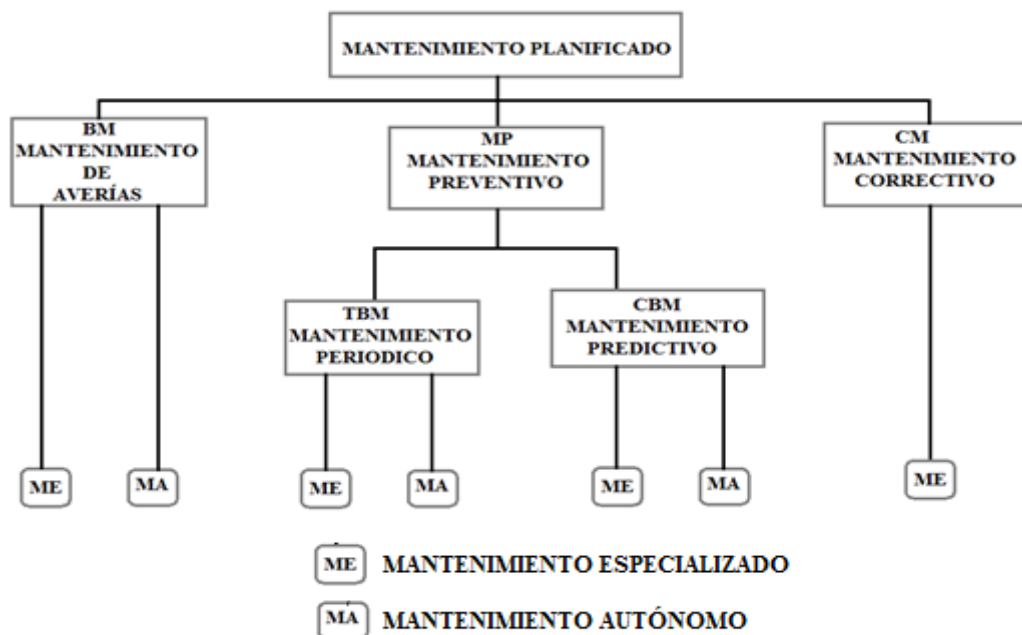 MANTENIMIENTO PLANIFICADO
BM
MANTENIMIENTO
DE
AVERÍAS
MP
MANTENIMIENTO
PREVENTIVO
CM
MANTENIMIENTO
CORRECTIVO
TBM
MANTENIMIENTO
PERIODICO
CBM
MANTENIMIENTO
PREDICTIVO
ME
MA
ME
MA
ME
MA
ME
ME MANTENIMIENTO ESPECIALIZADO
MA MANTENIMIENTO AUTÓNOMO